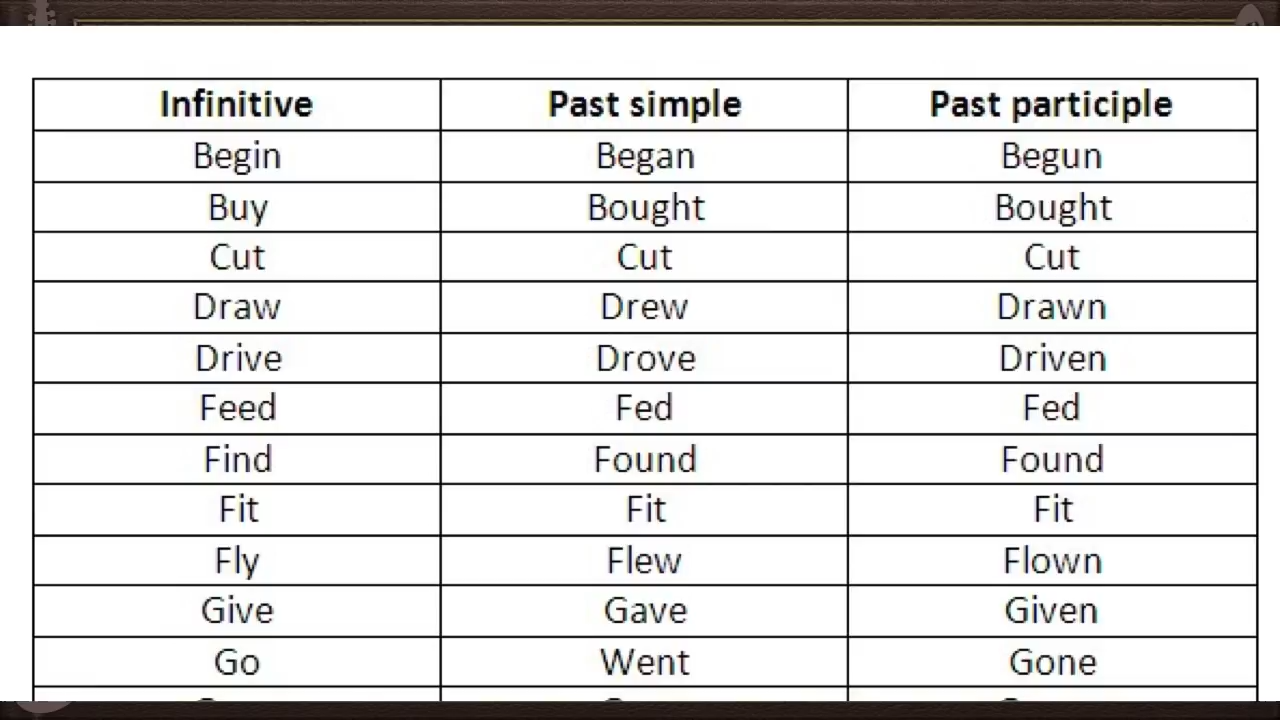 Infinitive Past simple Past participle
Begin Began Begun
Buy Bought Bought
Cut Cut Cut
Draw Drew Drawn
Drive Drove Driven
Feed Fed Fed
Find Found Found
Fit Fit Fit
Fly Flew Flown
Give Gave Given
Go Went Gone